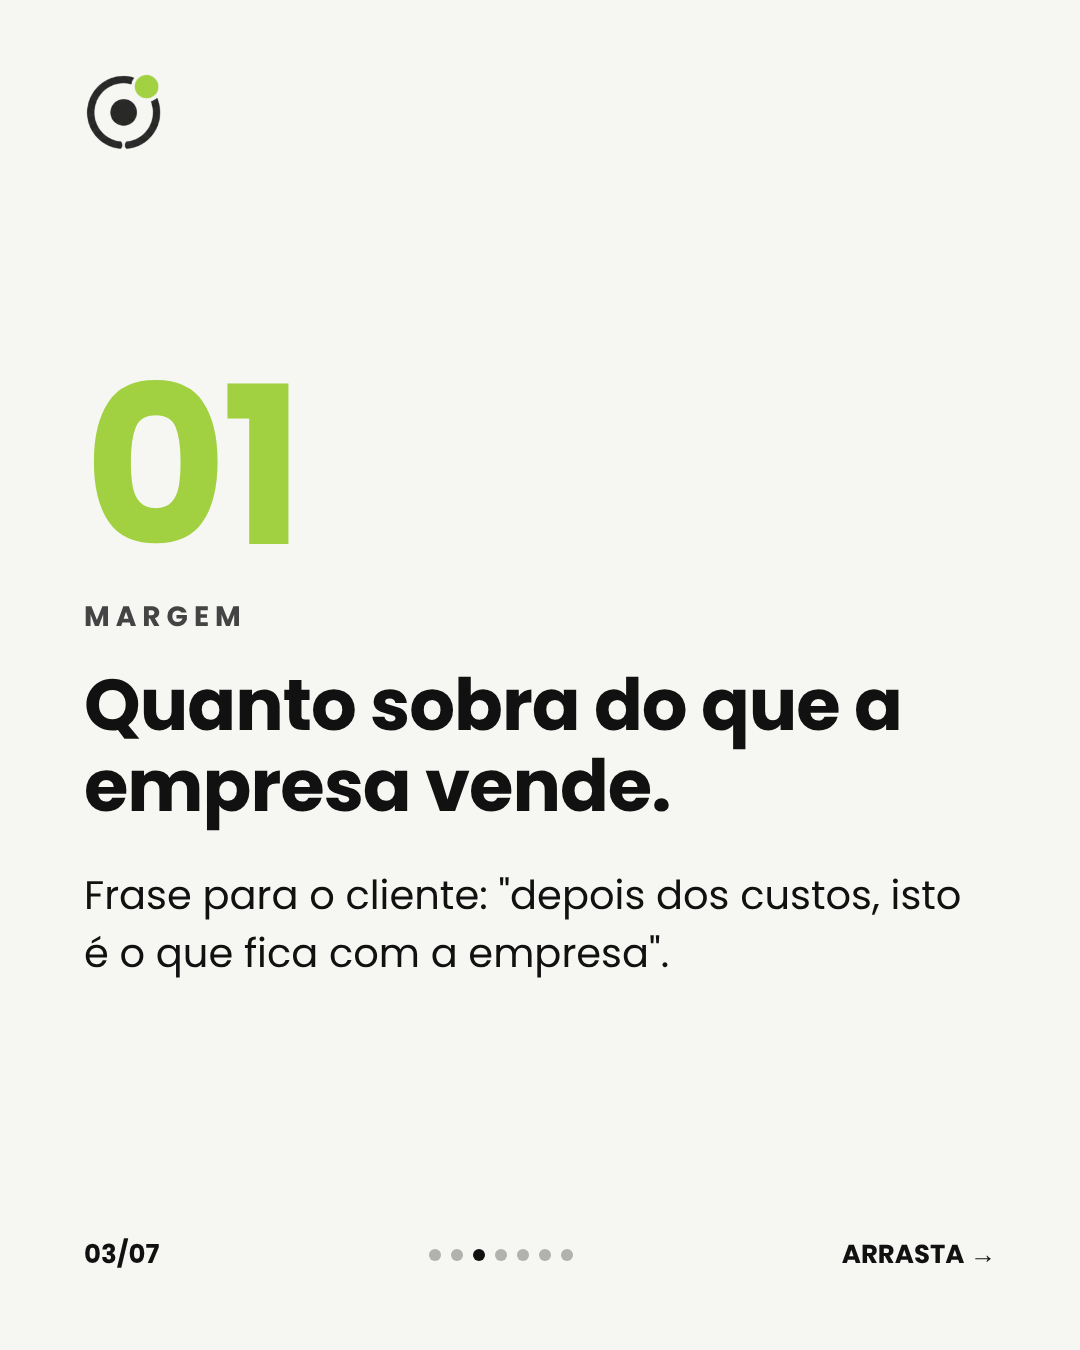 01
MARGEM
Quanto sobra do que a
empresa vende.
Frase para o cliente: "depois dos custos, isto
é o que fica com a empresa".
03/07
ARRASTA →